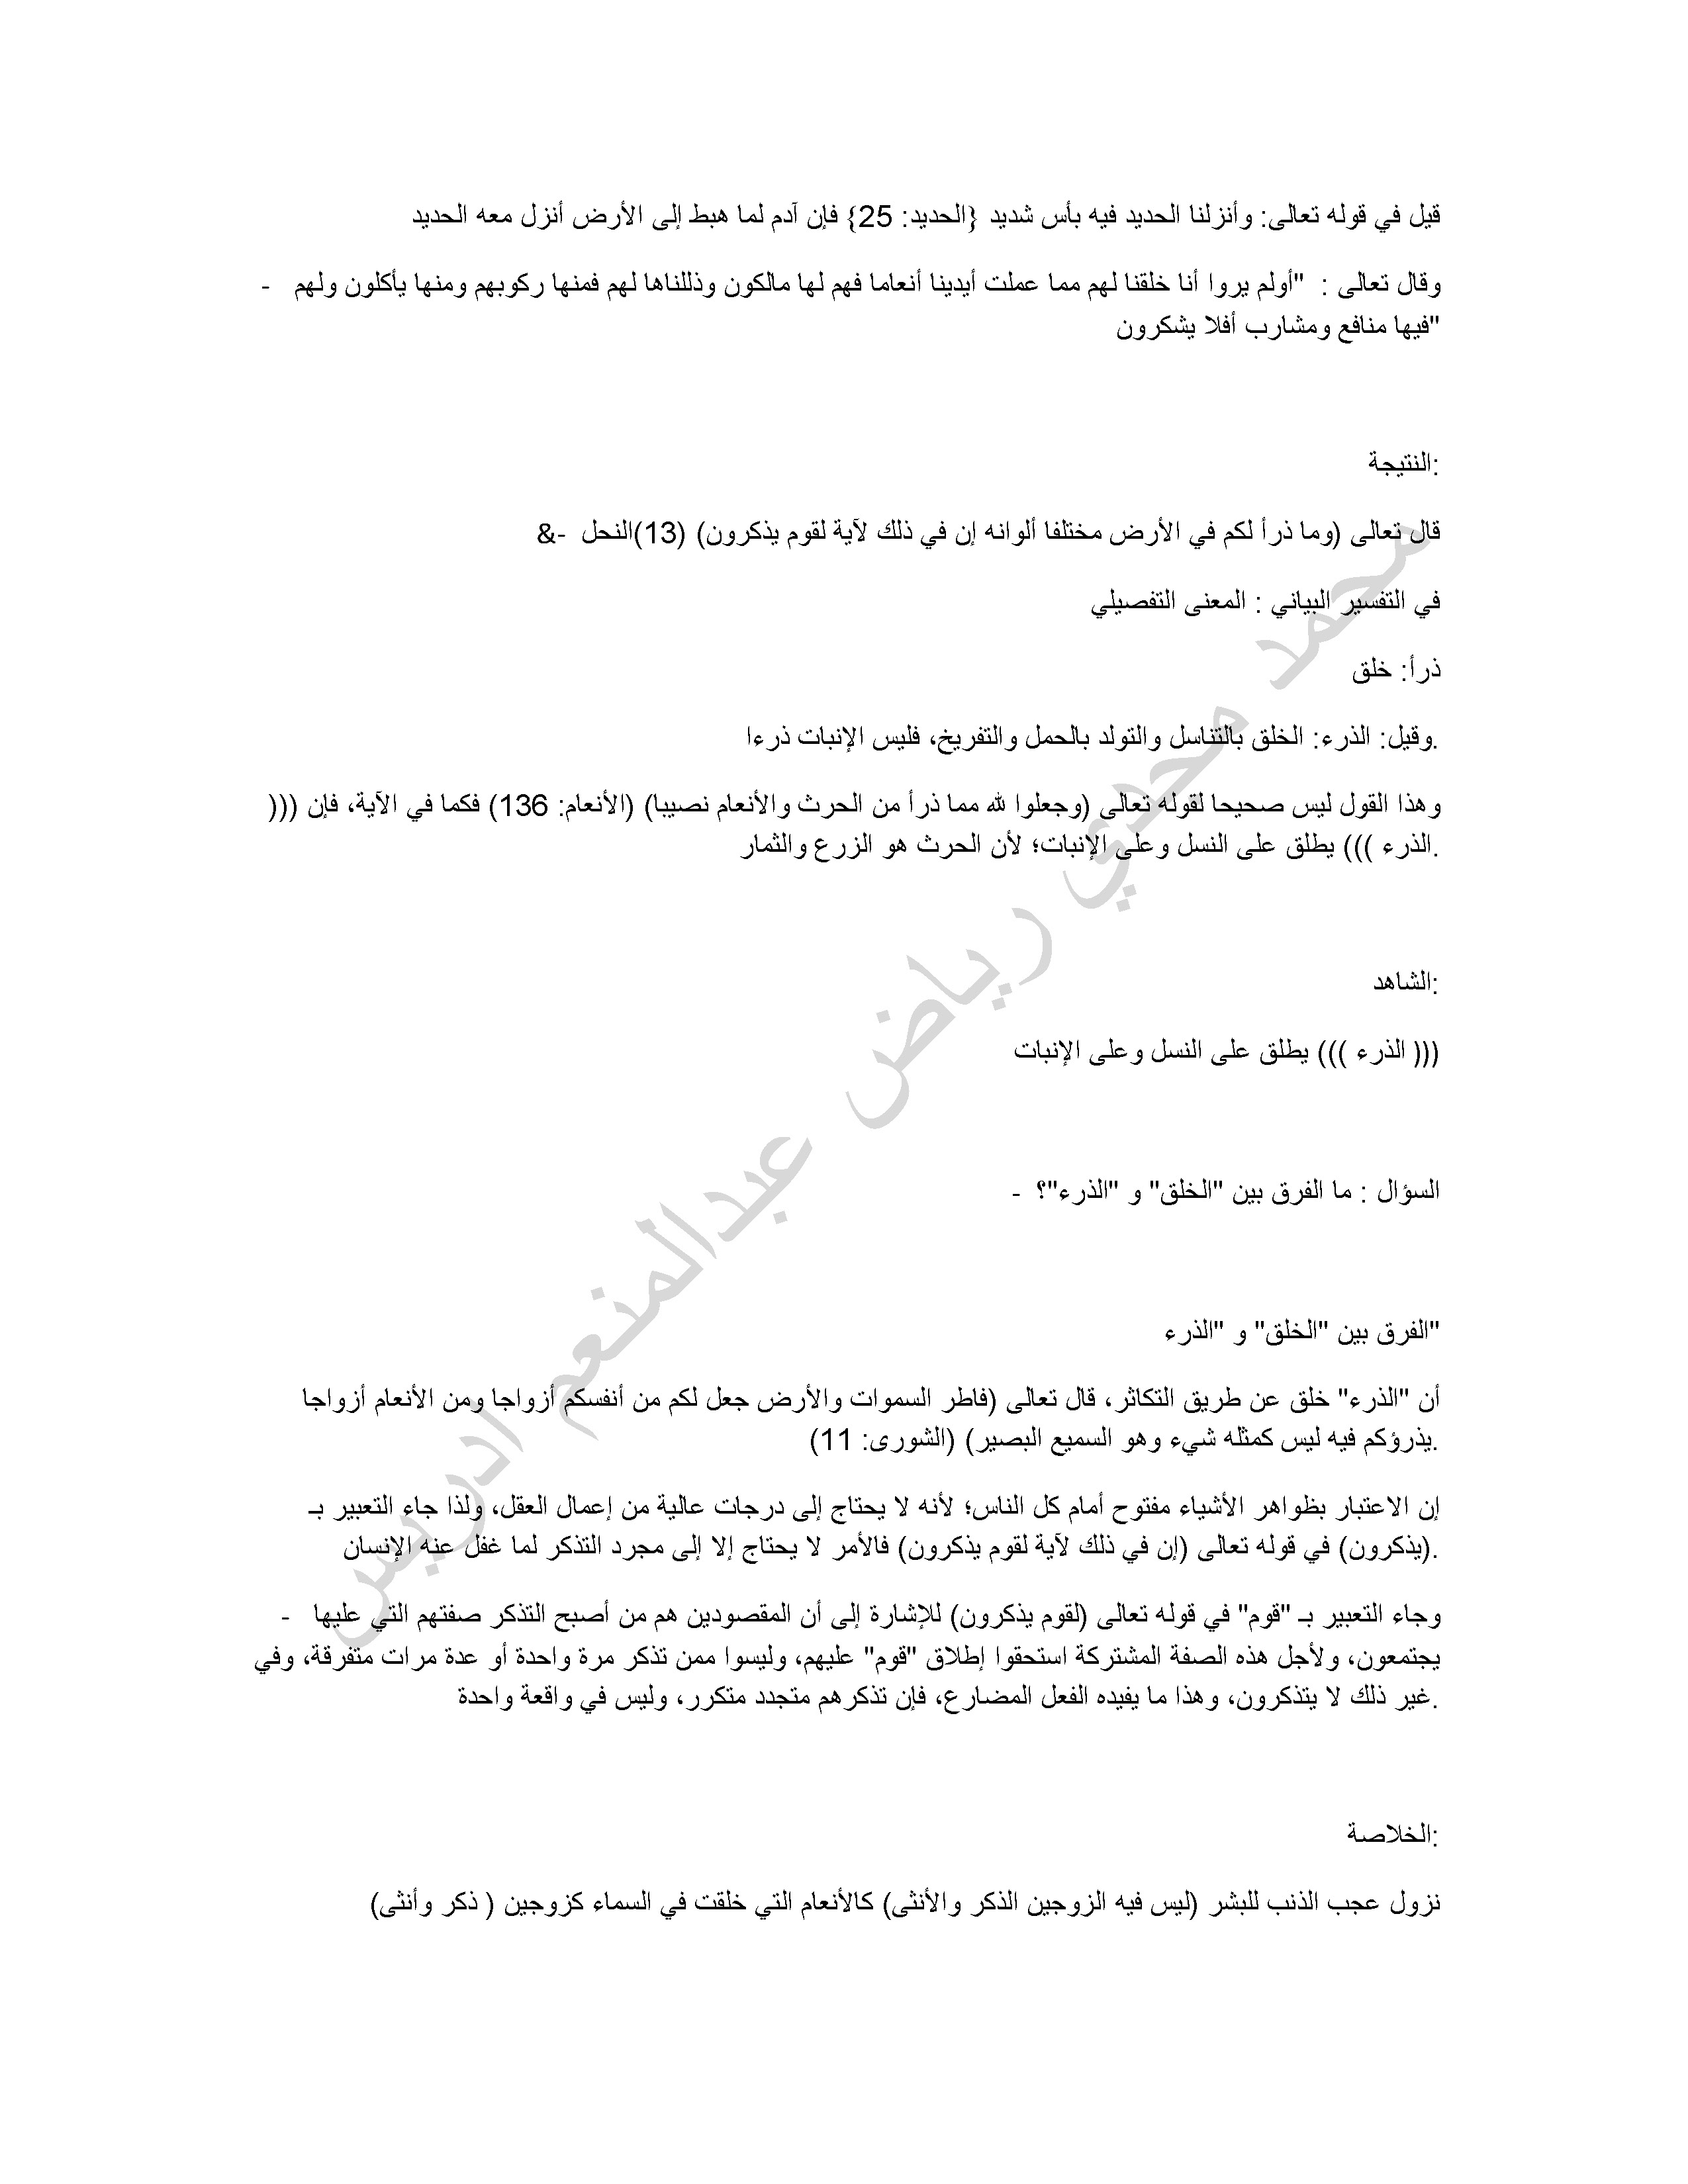 قيل في قوله تعالى: وأنزلنا الحديد فيه بأس شديد {الحديد: 25} فإن آدم لما هبط إلى الأرض أنزل معه الحديد
وقال تعالى : "أولم يروا أنا خلقنا لهم مما عملت أيدينا أنعاما فهم لها مالكون وذللناها لهم فمنها ركوبهم ومنها يأكلون ولهم -
"فيها منافع ومشارب أفلا يشكرون
:النتيجة
قال تعالى (وما ذرأ لكم في الأرض مختلفا ألوانه إن في ذلك لآية لقوم يذكرون) (13)النحل -&
في التفسير البياني : المعنى التفصيلي
ذرأ: خلق
.وقيل: الذرء: الخلق بالتناسل والتولد بالحمل والتفريخ، فليس الإنبات ذرءا
وهذا القول ليس صحيحا لقوله تعالى (وجعلوا لله مما ذرأ من الحرث والأنعام نصيبا) (الأنعام: 136) فكما في الآية، فإن (((
.الذرء ))) يطلق على النسل وعلى الإنبات؛ لأن الحرث هو الزرع والثمار
:الشاهد
((( الذرء ))) يطلق على النسل وعلى الإنبات
السؤال : ما الفرق بين "الخلق" و "الذرء"؟ -
"الفرق بين "الخلق" و "الذرء
أن "الذرء" خلق عن طريق التكاثر، قال تعالى (فاطر السموات والأرض جعل لكم من أنفسكم أزواجا ومن الأنعام أزواجا
.يذرؤكم فيه ليس كمثله شيء وهو السميع البصير) (الشورى: 11)
إن الاعتبار بظواهر الأشياء مفتوح أمام كل الناس؛ لأنه لا يحتاج إلى درجات عالية من إعمال العقل، ولذا جاء التعبير بـ
.(يذكرون) في قوله تعالى (إن في ذلك لآية لقوم يذكرون) فالأمر لا يحتاج إلا إلى مجرد التذكر لما غفل عنه الإنسان
وجاء التعبير بـ "قوم" في قوله تعالى (لقوم يذكرون) للإشارة إلى أن المقصودين هم من أصبح التذكر صفتهم التي عليها -
يجتمعون، ولأجل هذه الصفة المشتركة استحقوا إطلاق "قوم" عليهم، وليسوا ممن تذكر مرة واحدة أو عدة مرات متفرقة، وفي
.غير ذلك لا يتذكرون، وهذا ما يفيده الفعل المضارع، فإن تذكرهم متجدد متكرر، وليس في واقعة واحدة
:الخلاصة
نزول عجب الذنب للبشر (ليس فيه الزوجين الذكر والأنثى) كالأنعام التي خلقت في السماء كزوجين ( ذكر وأنثى)
محمد مجدي رياض عبدالمنعم ادريس